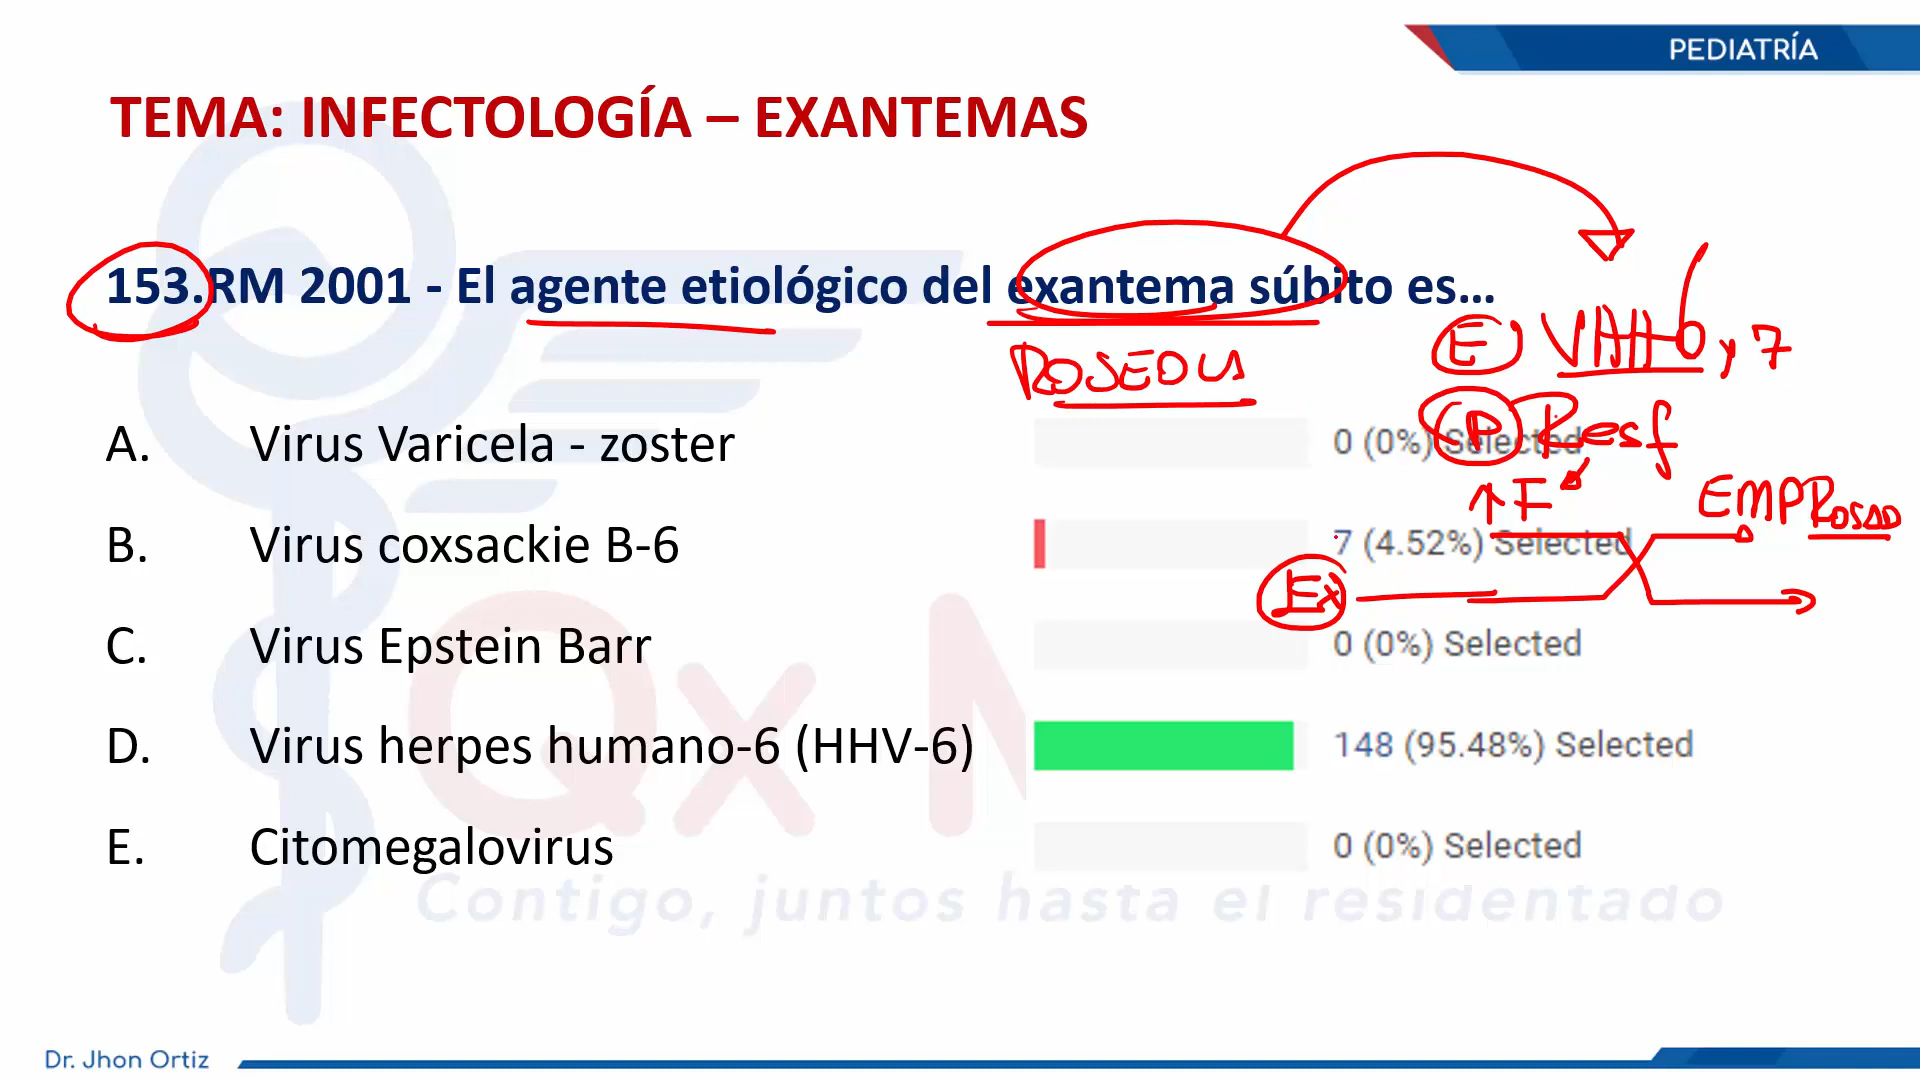 PEDIATRÍA
TEMA: INFECTOLOGÍA – EXANTEMAS
153.RM 2001 - El agente etiológico del exantema súbito es...
E VHH6, 7
ROSEOLA
A. Virus Varicela - zoster 0 (0%) Selected
P Resf
↑F
EMPROSAD
B. Virus coxsackie B-6 7 (4.52%) Selected
Ex
C. Virus Epstein Barr 0 (0%) Selected
D. Virus herpes humano-6 (HHV-6) 148 (95.48%) Selected
E. Citomegalovirus 0 (0%) Selected
Qx
Contigo, juntos hasta el residentado
Dr. Jhon Ortiz